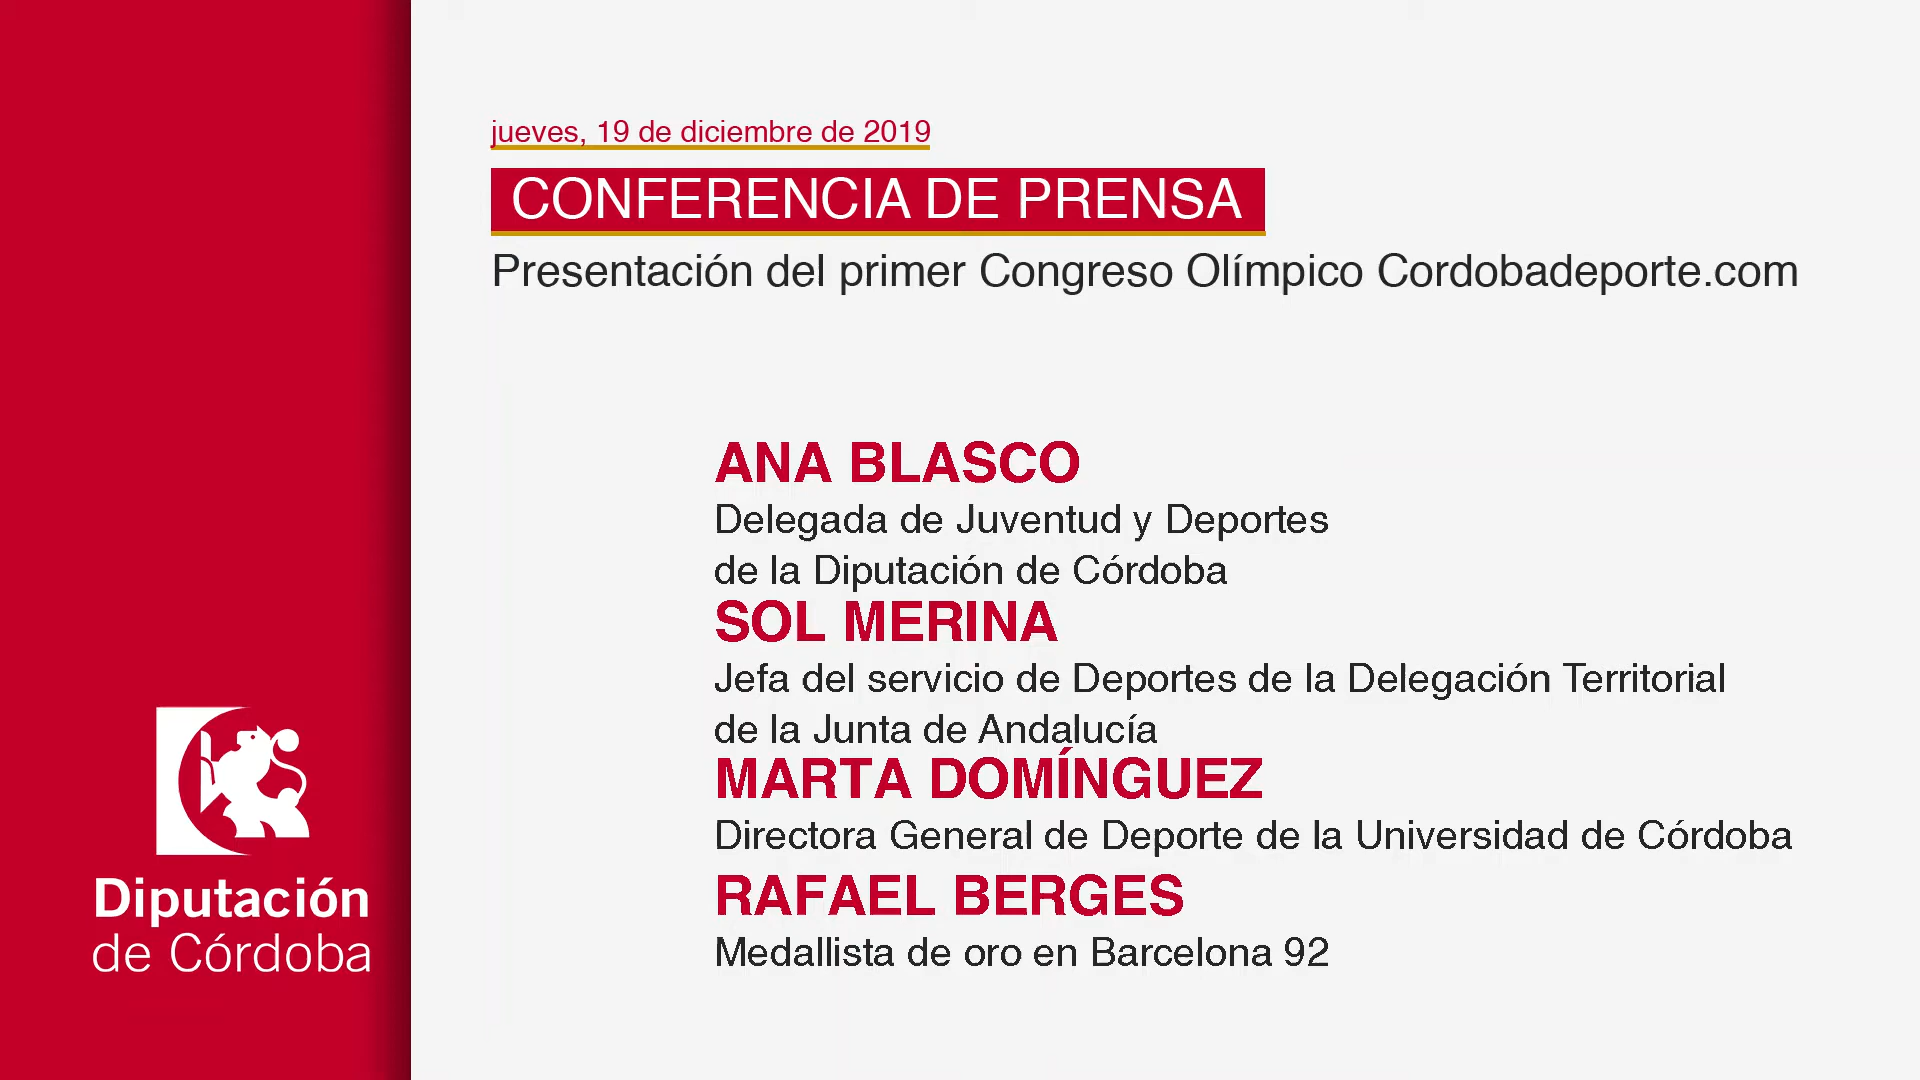 jueves, 19 de diciembre de 2019
CONFERENCIA DE PRENSA
Presentación del primer Congreso Olímpico Cordobadeporte.com
ANA BLASCO
Delegada de Juventud y Deportes
de la Diputación de Córdoba
SOL MERINA
Jefa del servicio de Deportes de la Delegación Territorial
de la Junta de Andalucía
MARTA DOMÍNGUEZ
Directora General de Deporte de la Universidad de Córdoba
RAFAEL BERGES
Medallista de oro en Barcelona 92
Diputación
de Córdoba